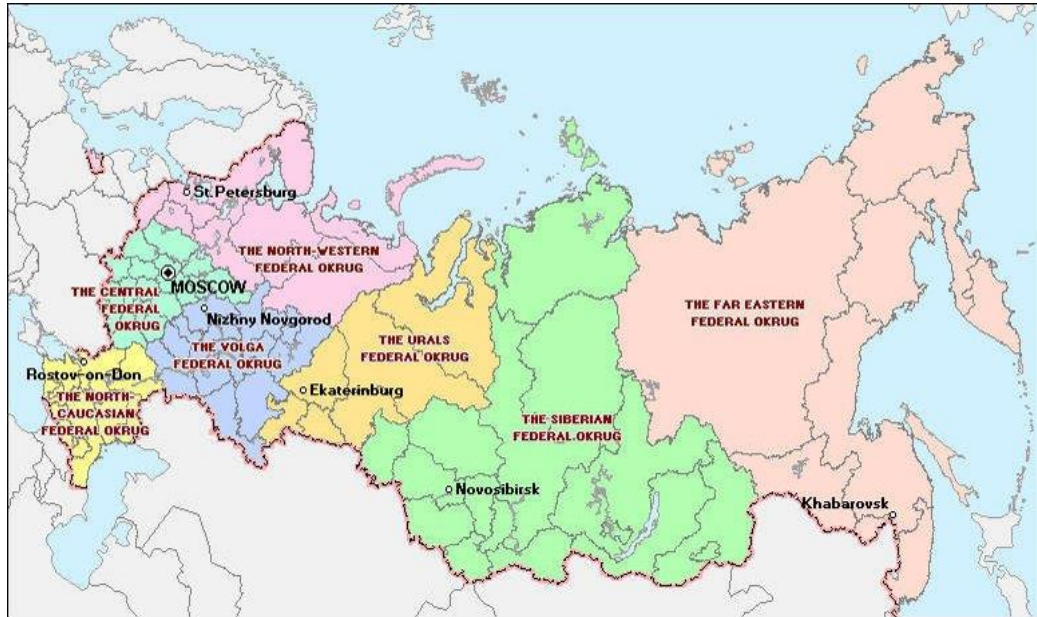 St. Petersburg
THE NORTH-WESTERN
FEDERAL OKRUG
MOSCOW
THE CENTRAL
FEDERAL
OKRUG
Nizhny Novgorod
THE VOLGA
FEDERAL OKRUG
THE URALS
FEDERAL OKRUG
THE FAR EASTERN
FEDERAL OKRUG
Rostov-on-Don
THE NORTH-
CAUCASIAN
FEDERAL OKRUG
Ekaterinburg
THE SIBERIAN
FEDERAL OKRUG
Novosibirsk
Khabarovsk